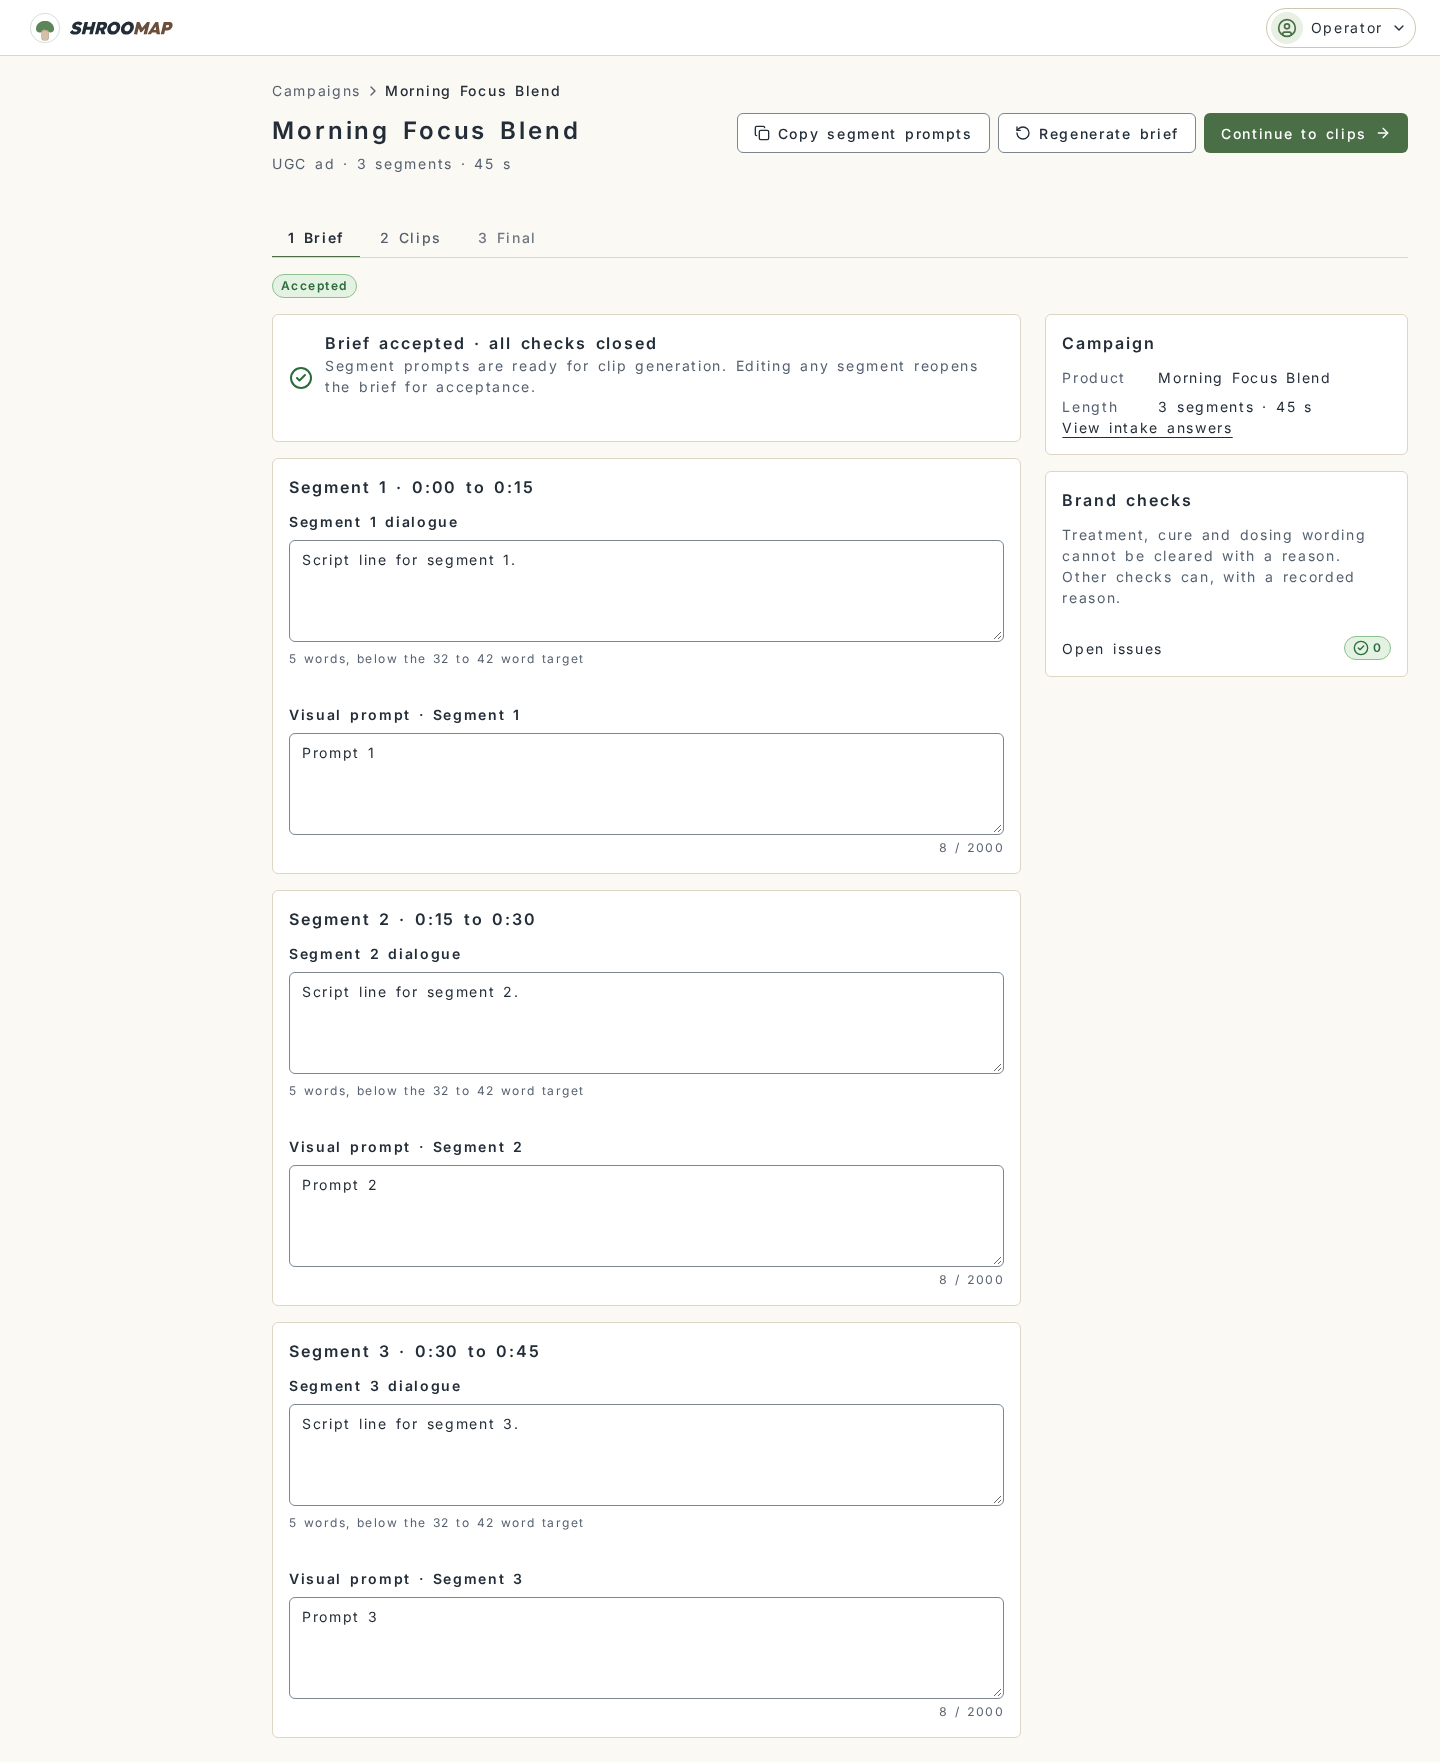 SHROOMAP
Operator
Campaigns > Morning Focus Blend
Morning Focus Blend
UGC ad · 3 segments · 45 s
Copy segment prompts
Regenerate brief
Continue to clips →
1 Brief
2 Clips
3 Final
Accepted
Brief accepted · all checks closed
Segment prompts are ready for clip generation. Editing any segment reopens
the brief for acceptance.
Segment 1 · 0:00 to 0:15
Segment 1 dialogue
Script line for segment 1.
5 words, below the 32 to 42 word target
Visual prompt · Segment 1
Prompt 1
8 / 2000
Segment 2 · 0:15 to 0:30
Segment 2 dialogue
Script line for segment 2.
5 words, below the 32 to 42 word target
Visual prompt · Segment 2
Prompt 2
8 / 2000
Segment 3 · 0:30 to 0:45
Segment 3 dialogue
Script line for segment 3.
5 words, below the 32 to 42 word target
Visual prompt · Segment 3
Prompt 3
8 / 2000
Campaign
Product Morning Focus Blend
Length 3 segments · 45 s
View intake answers
Brand checks
Treatment, cure and dosing wording
cannot be cleared with a reason.
Other checks can, with a recorded
reason.
Open issues 0